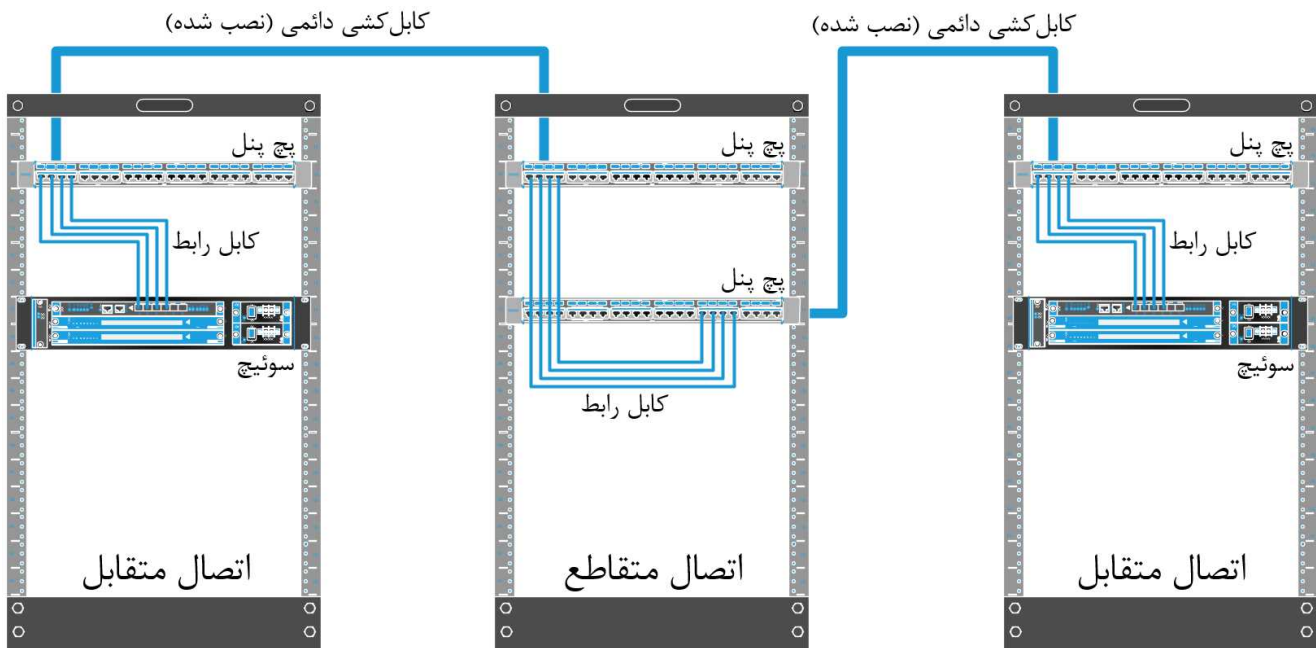 کابل‌کشی دائمی (نصب شده)
کابل‌کشی دائمی (نصب شده)
پچ پنل
پچ پنل
پچ پنل
کابل رابط
کابل رابط
پچ پنل
سوئیچ
سوئیچ
کابل رابط
اتصال متقابل
اتصال متقاطع
اتصال متقابل